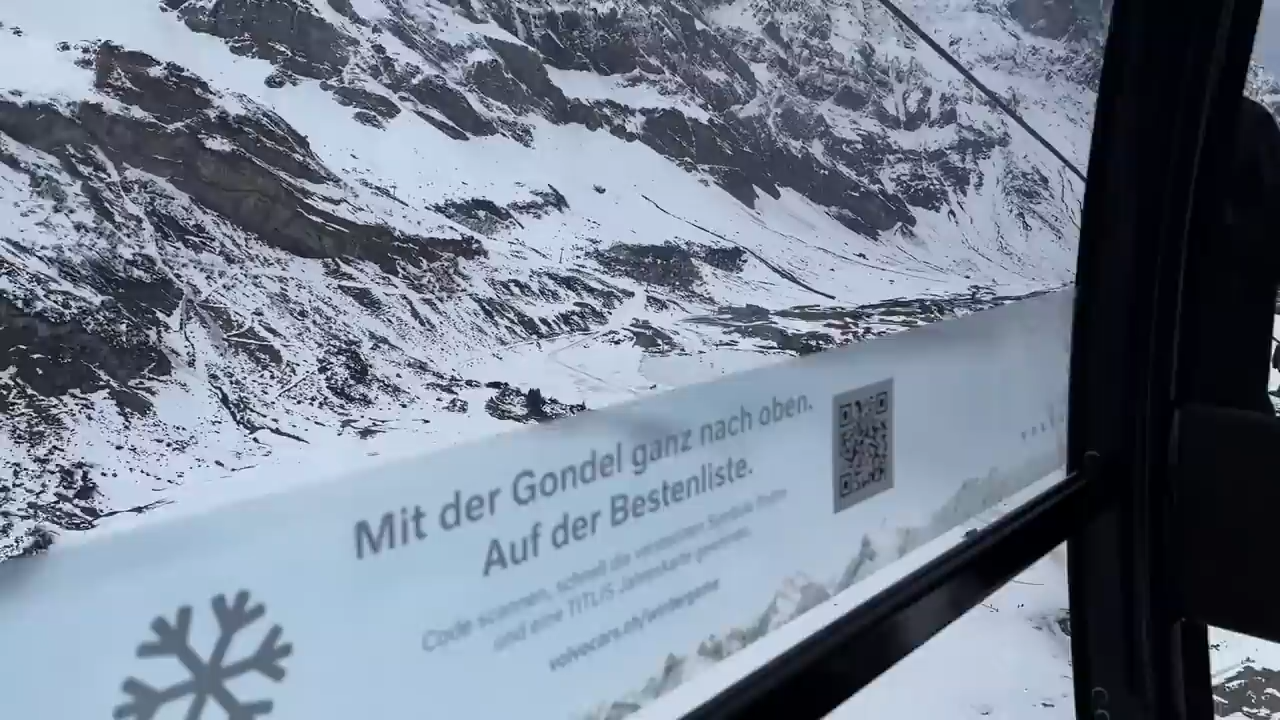 Mit der Gondel ganz nach oben.
Auf der Bestenliste.
Code scannen, schnell die versteckten Symbole finden
und eine TITLIS Jahreskarte gewinnen.
volvocars.ch/wintergame